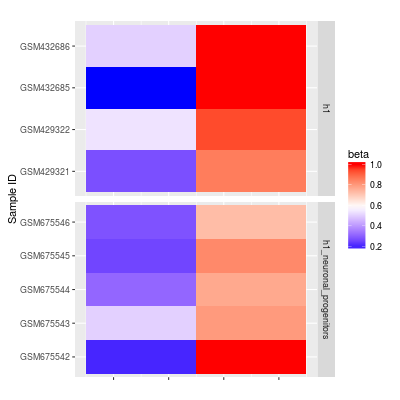 Sample ID
GSM432686
GSM432685
GSM429322
GSM429321
h1
GSM675546
GSM675545
GSM675544
GSM675543
GSM675542
h1_neuronal_progenitors
beta
1.0
0.8
0.6
0.4
0.2